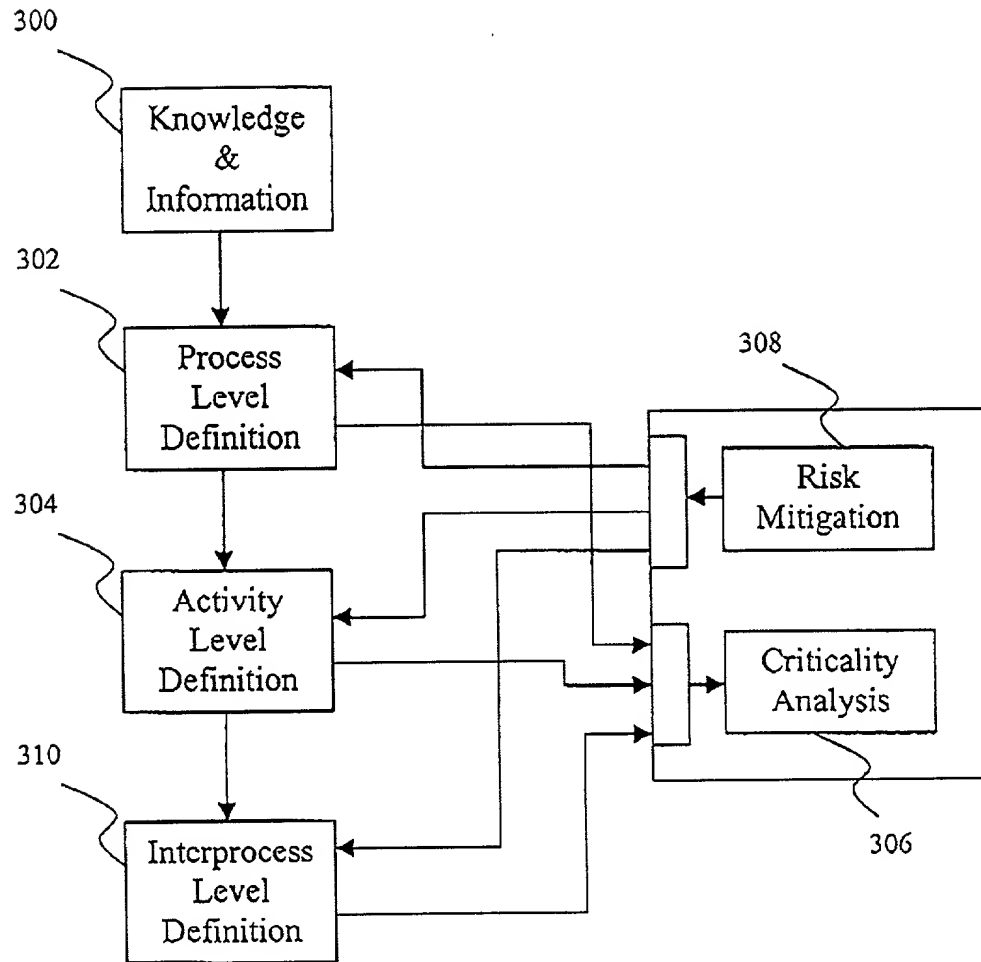 300
Knowledge
&
Information
302
Process
Level
Definition
308
Risk
Mitigation
304
Activity
Level
Definition
Criticality
Analysis
306
310
Interprocess
Level
Definition